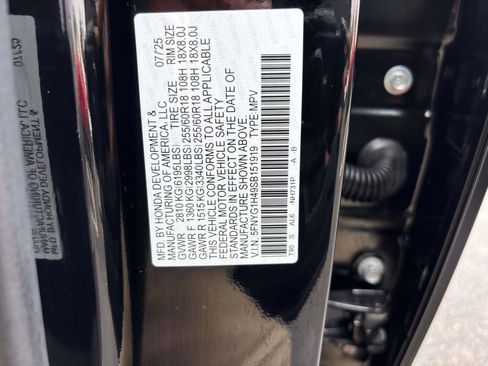 MFD. BY HONDA DEVELOPMENT & 07/25
MANUFACTURING OF AMERICA, LLC
TIRE SIZE RIM SIZE
GVWR 2810 KG(6195LBS)
GAWR F 1360 KG(2998LBS) 255/60R18 108H 18X8.0J
GAWR R 1515 KG(3340LBS) 255/60R18 108H 18X8.0J
THIS VEHICLE CONFORMS TO ALL APPLICABLE
FEDERAL MOTOR VEHICLE SAFETY
STANDARDS IN EFFECT ON THE DATE OF
MANUFACTURE SHOWN ABOVE.
V.I.N. 5FNYG1H49SB151919 TYPE:MPV
T90 S AL6 NH731P -A -B